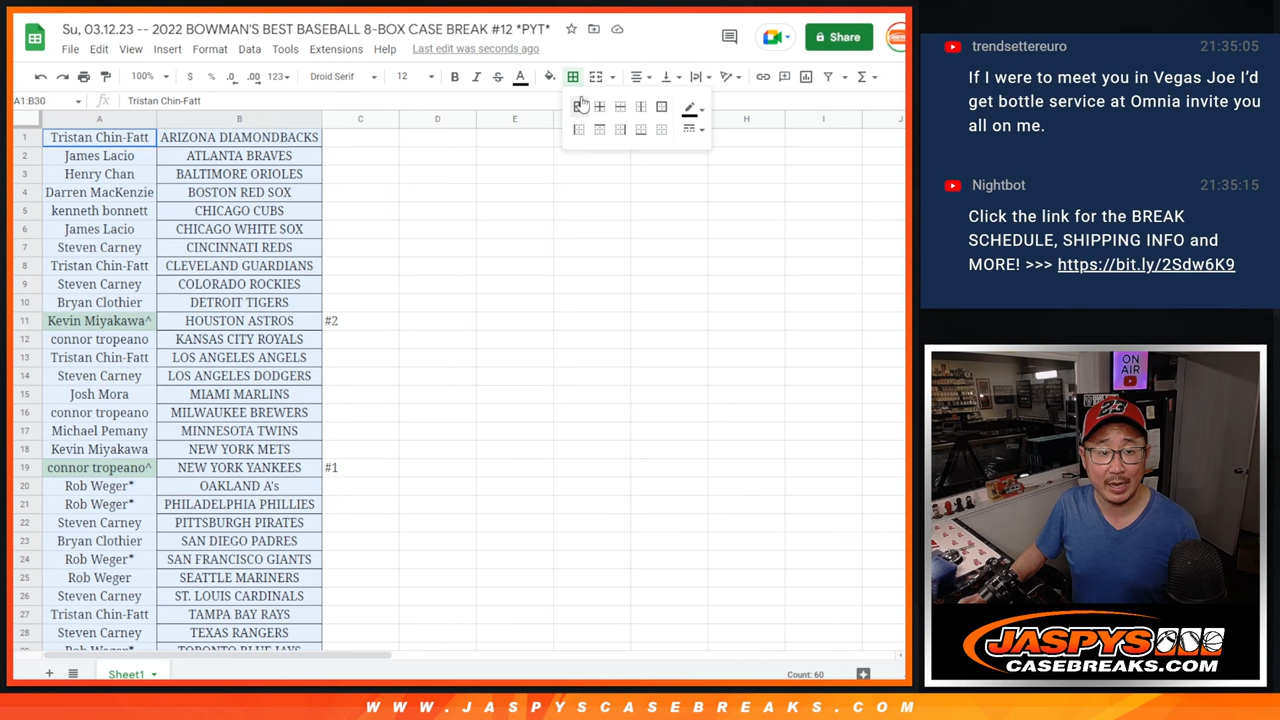 Su, 03.12.23 -- 2022 BOWMAN'S BEST BASEBALL 8-BOX CASE BREAK #12 *PYT*
File Edit View Insert Format Data Tools Extensions Help Last edit was seconds ago
Share
100% $ % .0 .00 123 Droid Serif 12 B I S A
A1:B30 fx Tristan Chin-Fatt
A B C D E H I J
1 Tristan Chin-Fatt ARIZONA DIAMONDBACKS
2 James Lacio ATLANTA BRAVES
3 Henry Chan BALTIMORE ORIOLES
4 Darren MacKenzie BOSTON RED SOX
5 kenneth bonnett CHICAGO CUBS
6 James Lacio CHICAGO WHITE SOX
7 Steven Carney CINCINNATI REDS
8 Tristan Chin-Fatt CLEVELAND GUARDIANS
9 Steven Carney COLORADO ROCKIES
10 Bryan Clothier DETROIT TIGERS
11 Kevin Miyakawa^ HOUSTON ASTROS #2
12 connor tropeano KANSAS CITY ROYALS
13 Tristan Chin-Fatt LOS ANGELES ANGELS
14 Steven Carney LOS ANGELES DODGERS
15 Josh Mora MIAMI MARLINS
16 connor tropeano MILWAUKEE BREWERS
17 Michael Pemany MINNESOTA TWINS
18 Kevin Miyakawa NEW YORK METS
19 connor tropeano^ NEW YORK YANKEES #1
20 Rob Weger* OAKLAND A's
21 Rob Weger* PHILADELPHIA PHILLIES
22 Steven Carney PITTSBURGH PIRATES
23 Bryan Clothier SAN DIEGO PADRES
24 Rob Weger* SAN FRANCISCO GIANTS
25 Rob Weger SEATTLE MARINERS
26 Steven Carney ST. LOUIS CARDINALS
27 Tristan Chin-Fatt TAMPA BAY RAYS
28 Steven Carney TEXAS RANGERS
TORONTO BLUE JAYS
Sheet1 Count: 60
trendsettereuro 21:35:05
If I were to meet you in Vegas Joe I'd
get bottle service at Omnia invite you
all on me.
Nightbot 21:35:15
Click the link for the BREAK
SCHEDULE, SHIPPING INFO and
MORE! >>> https://bit.ly/2Sdw6K9
ON
AIR
23
JASPYS
CASEBREAKS.COM
WWW.JASPYSCASEBREAKS.COM